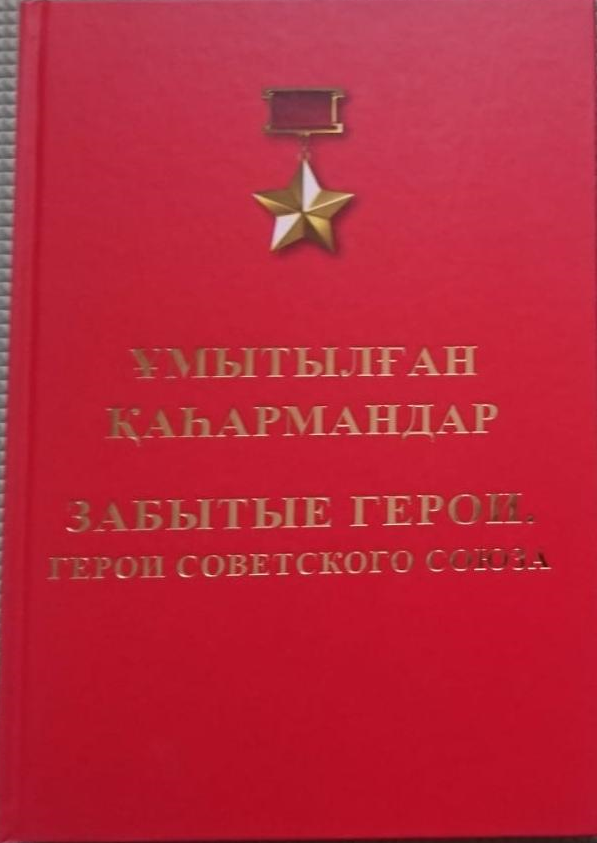 ҰМЫТЫЛҒАН
ҚАҺАРМАНДАР
ЗАБЫТЫЕ ГЕРОИ.
ГЕРОИ СОВЕТСКОГО СОЮЗА